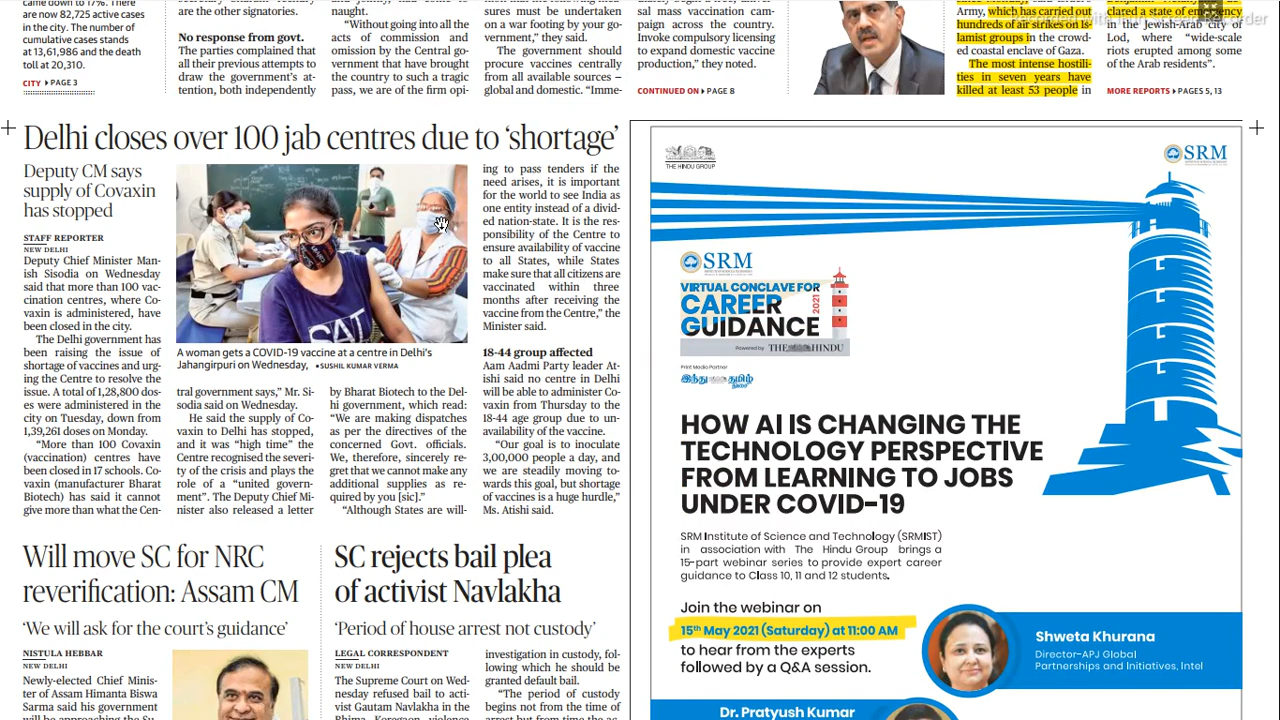 came down to 17%. There
are now 82,725 active cases
in the city. The number of
cumulative cases stands
at 13,61,986 and the death
toll at 20,310.
CITY ▸ PAGE 3
are the other signatories.
No response from govt.
The parties complained that
all their previous attempts to
draw the government's at-
tention, both independently
naught.
"Without going into all the
acts of commission and
omission by the Central go-
vernment that have brought
the country to such a tragic
pass, we are of the firm opi-
sures must be undertaken
on a war footing by your go-
vernment," they said.
The government should
procure vaccines centrally
from all available sources –
global and domestic. "Imme-
sal mass vaccination cam-
paign across the country.
Invoke compulsory licensing
to expand domestic vaccine
production," they noted.
CONTINUED ON ▸ PAGE 8
Army, which has carried out
hundreds of air strikes on Is-
lamist groups in the crowd-
ed coastal enclave of Gaza.
The most intense hostili-
ties in seven years have
killed at least 53 people in
clared a state of emergency
in the Jewish-Arab city of
Lod, where "wide-scale
riots erupted among some
of the Arab residents".
MORE REPORTS ▸ PAGES 5, 13
Delhi closes over 100 jab centres due to 'shortage'
Deputy CM says
supply of Covaxin
has stopped
STAFF REPORTER
NEW DELHI
Deputy Chief Minister Man-
ish Sisodia on Wednesday
said that more than 100 vac-
cination centres, where Co-
vaxin is administered, have
been closed in the city.
The Delhi government has
been raising the issue of
shortage of vaccines and urg-
ing the Centre to resolve the
issue. A total of 1,28,800 dos-
es were administered in the
city on Tuesday, down from
1,39,261 doses on Monday.
"More than 100 Covaxin
(vaccination) centres have
been closed in 17 schools. Co-
vaxin (manufacturer Bharat
Biotech) has said it cannot
give more than what the Cen-
SAT
A woman gets a COVID-19 vaccine at a centre in Delhi's
Jahangirpuri on Wednesday, ▪SUSHIL KUMAR VERMA
tral government says," Mr. Si-
sodia said on Wednesday.
He said the supply of Co-
vaxin to Delhi has stopped,
and it was "high time" the
Centre recognised the sever-
ity of the crisis and plays the
role of a "united govern-
ment". The Deputy Chief Mi-
nister also released a letter
by Bharat Biotech to the Del-
hi government, which read:
"We are making dispatches
as per the directives of the
concerned Govt. officials.
We, therefore, sincerely re-
gret that we cannot make any
additional supplies as re-
quired by you [sic]."
"Although States are will-
ing to pass tenders if the
need arises, it is important
for the world to see India as
one entity instead of a divid-
ed nation-state. It is the res-
ponsibility of the Centre to
ensure availability of vaccine
to all States, while States
make sure that all citizens are
vaccinated within three
months after receiving the
vaccine from the Centre," the
Minister said.
18-44 group affected
Aam Aadmi Party leader At-
ishi said no centre in Delhi
will be able to administer Co-
vaxin from Thursday to the
18-44 age group due to un-
availability of the vaccine.
"Our goal is to inoculate
3,00,000 people a day, and
we are steadily moving to-
wards this goal, but shortage
of vaccines is a huge hurdle,"
Ms. Atishi said.
Will move SC for NRC
reverification: Assam CM
'We will ask for the court's guidance'
NISTULA HEBBAR
NEW DELHI
Newly-elected Chief Minis-
ter of Assam Himanta Biswa
Sarma said his government
SC rejects bail plea
of activist Navlakha
'Period of house arrest not custody'
LEGAL CORRESPONDENT
NEW DELHI
The Supreme Court on Wed-
nesday refused bail to acti-
vist Gautam Navlakha in the
investigation in custody, fol-
lowing which he should be
granted default bail.
"The period of custody
begins not from the time of
THE HINDU GROUP
SRM
SRM
VIRTUAL CONCLAVE FOR
CAREER
GUIDANCE
2021
Powered by THE HINDU
Print Media Partner
இந்து தமிழ்
HOW AI IS CHANGING THE
TECHNOLOGY PERSPECTIVE
FROM LEARNING TO JOBS
UNDER COVID-19
SRM Institute of Science and Technology (SRMIST)
in association with The Hindu Group brings a
15-part webinar series to provide expert career
guidance to Class 10, 11 and 12 students.
Join the webinar on
15th May 2021 (Saturday) at 11:00 AM
to hear from the experts
followed by a Q&A session.
Shweta Khurana
Director-APJ Global
Partnerships and Initiatives, Intel
Dr. Pratyush Kumar